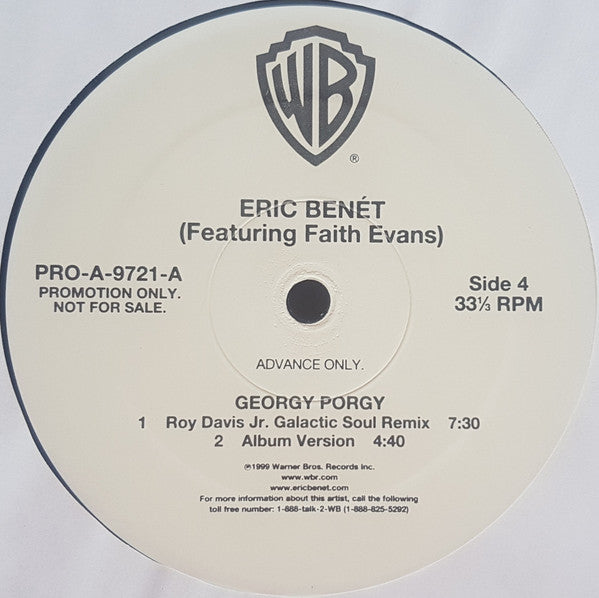 WB
®
ERIC BENÉT
(Featuring Faith Evans)
PRO-A-9721-A
PROMOTION ONLY.
NOT FOR SALE.
Side 4
33⅓ RPM
ADVANCE ONLY.
GEORGY PORGY
1 Roy Davis Jr. Galactic Soul Remix 7:30
2 Album Version 4:40
℗1999 Warner Bros. Records Inc.
www.wbr.com
www.ericbenet.com
For more information about this artist, call the following
toll free number: 1-888-talk-2-WB (1-888-825-5292)